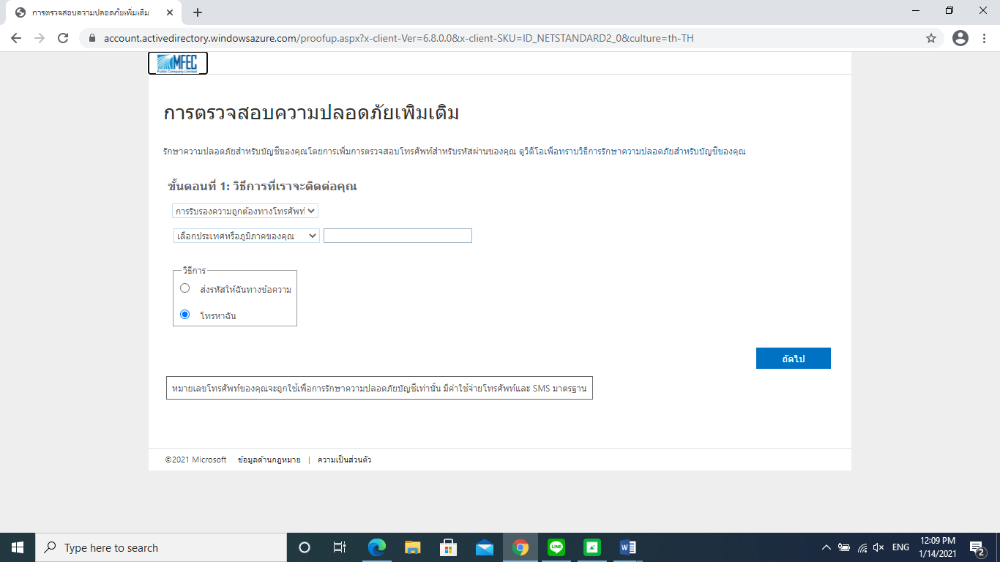 การตรวจสอบความปลอดภัยเพิ่มเติม
account.activedirectory.windowsazure.com/proofup.aspx?x-client-Ver=6.8.0.0&x-client-SKU=ID_NETSTANDARD2_0&culture=th-TH
MFEC
Public Company Limited
การตรวจสอบความปลอดภัยเพิ่มเติม
รักษาความปลอดภัยสำหรับบัญชีของคุณโดยการเพิ่มการตรวจสอบโทรศัพท์สำหรับรหัสผ่านของคุณ ดูวิดีโอเพื่อทราบวิธีการรักษาความปลอดภัยสำหรับบัญชีของคุณ
ขั้นตอนที่ 1: วิธีการที่เราจะติดต่อคุณ
การรับรองความถูกต้องทางโทรศัพท์
เลือกประเทศหรือภูมิภาคของคุณ
วิธีการ
ส่งรหัสให้ฉันทางข้อความ
โทรหาฉัน
ถัดไป
หมายเลขโทรศัพท์ของคุณจะถูกใช้เพื่อการรักษาความปลอดภัยบัญชีเท่านั้น มีค่าใช้จ่ายโทรศัพท์และ SMS มาตรฐาน
©2021 Microsoft ข้อมูลด้านกฎหมาย | ความเป็นส่วนตัว
Type here to search
LINE
ENG
12:09 PM
1/14/2021
2